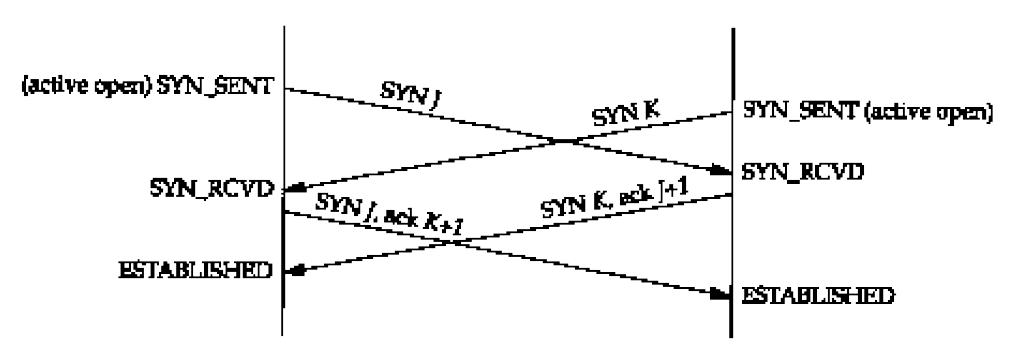 (active open) SYN_SENT
SYN J
SYN K
SYN_SENT (active open)
SYN_RCVD
SYN_RCVD
SYN J, ack K+1
SYN K, ack J+1
ESTABLISHED
ESTABLISHED